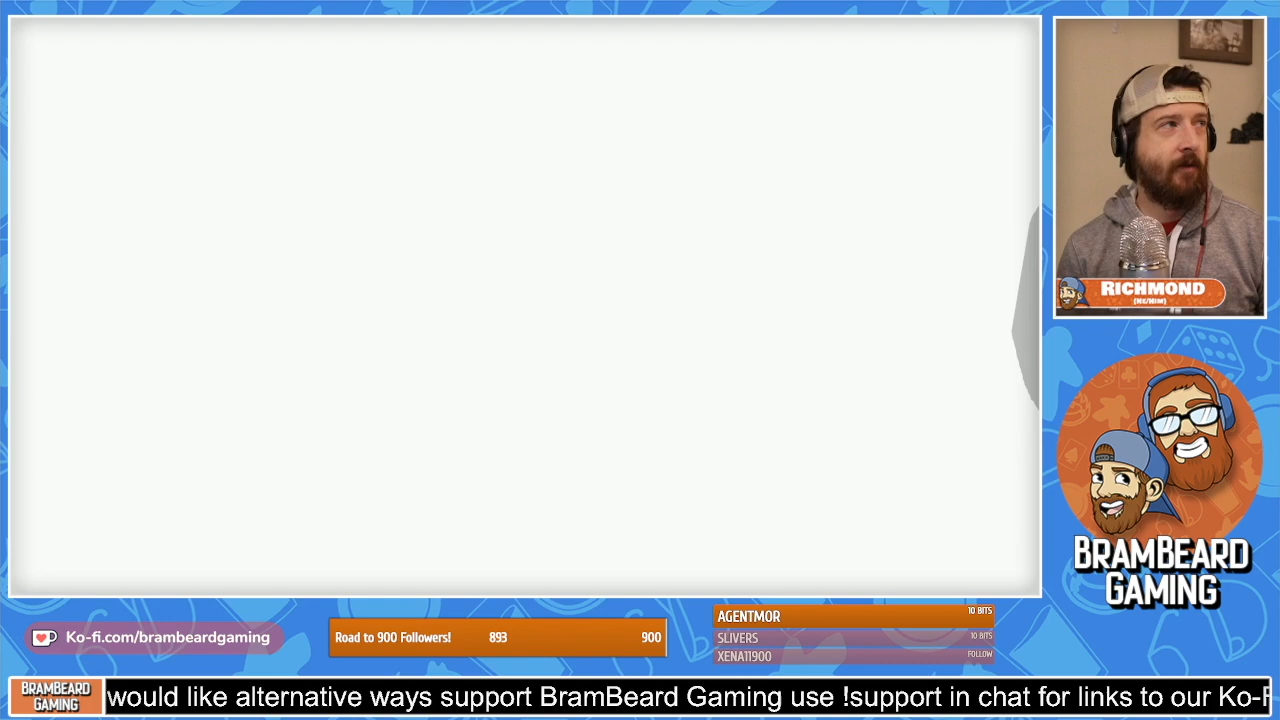 RICHMOND
(HE/HIM)
BRAMBEARD
GAMING
Ko-fi.com/brambeardgaming
Road to 900 Followers! 893 900
AGENTMOR 10 BITS
SLIVERS 10 BITS
XENA11900 FOLLOW
BRAMBEARD
GAMING
would like alternative ways support BramBeard Gaming use !support in chat for links to our Ko-F